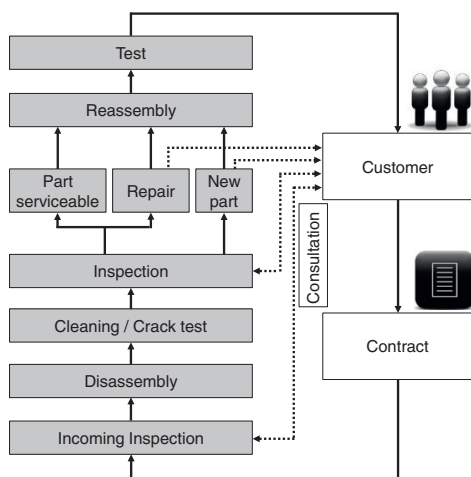 Test
Reassembly
Part
serviceable
Repair
New
part
Customer
Consultation
Inspection
Cleaning / Crack test
Contract
Disassembly
Incoming Inspection